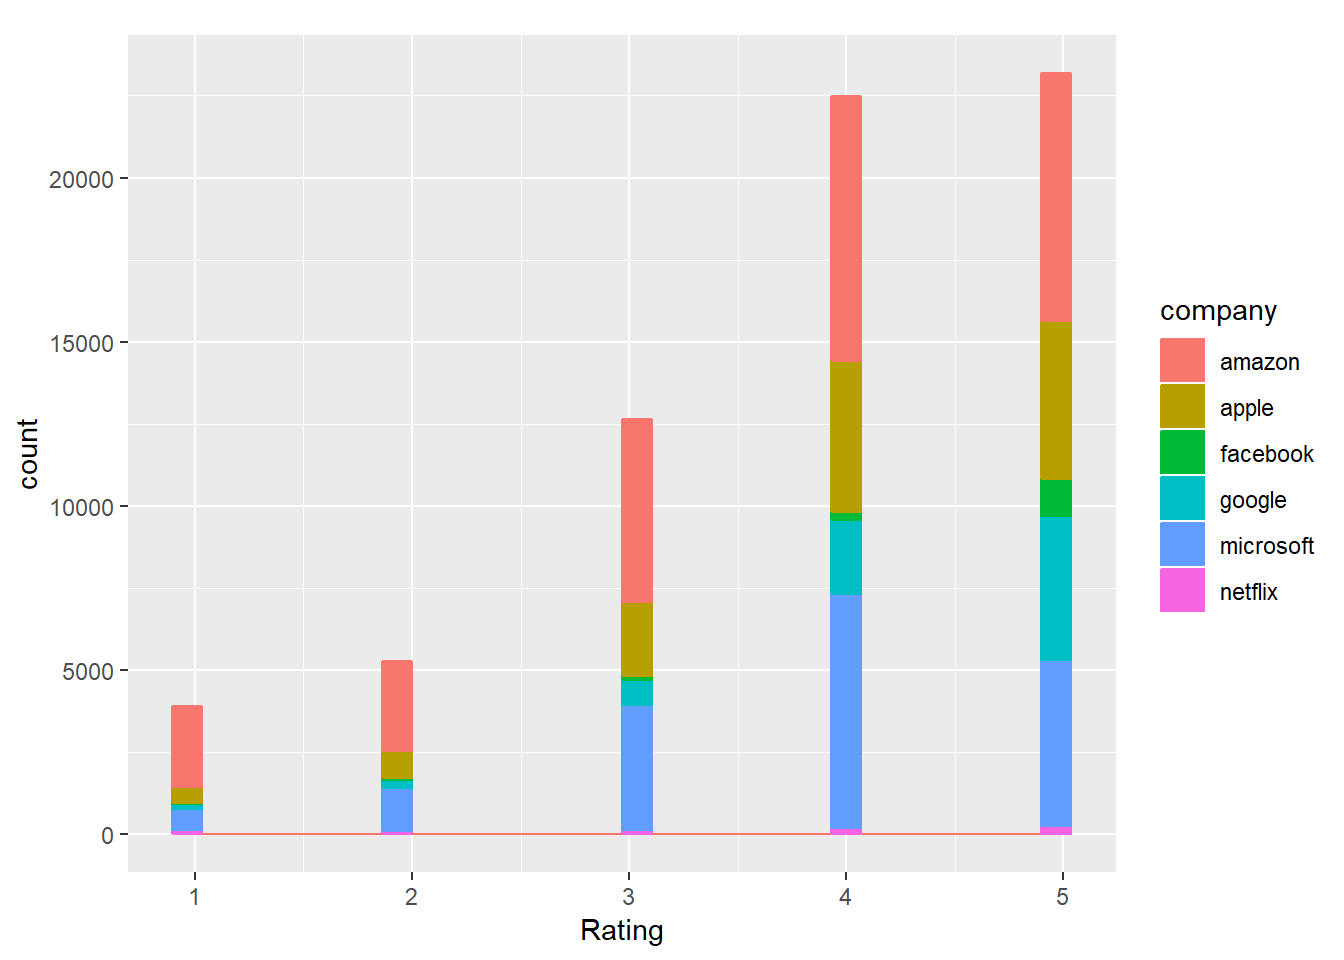 20000
15000
10000
5000
0
count
1 2 3 4 5
Rating
company
amazon
apple
facebook
google
microsoft
netflix